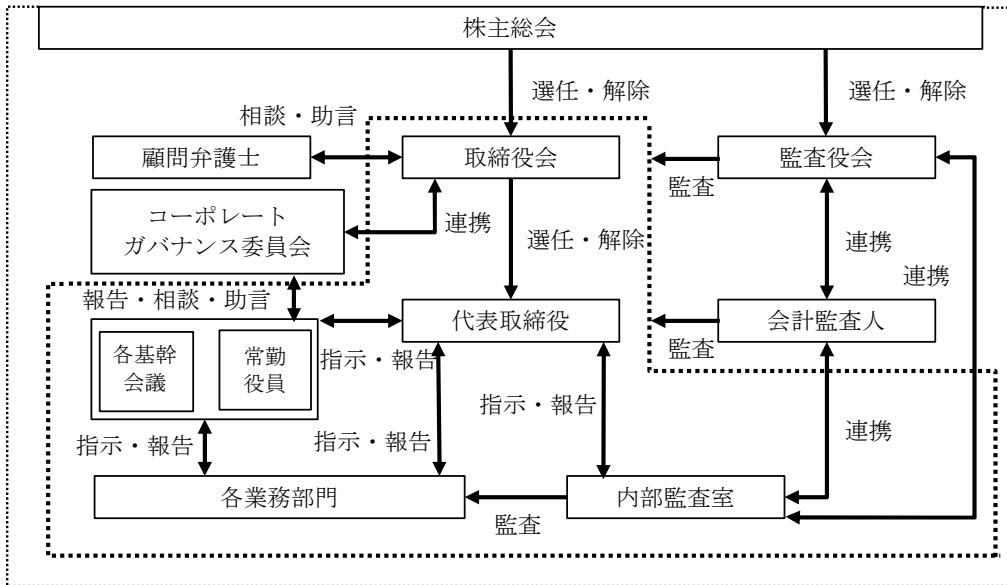 株主総会
選任・解除
選任・解除
相談・助言
顧問弁護士
取締役会
監査役会
監査
コーポレート
ガバナンス委員会
連携
選任・解除
連携
連携
報告・相談・助言
代表取締役
会計監査人
監査
各基幹
会議
常勤
役員
指示・報告
指示・報告
指示・報告
指示・報告
連携
各業務部門
内部監査室
監査